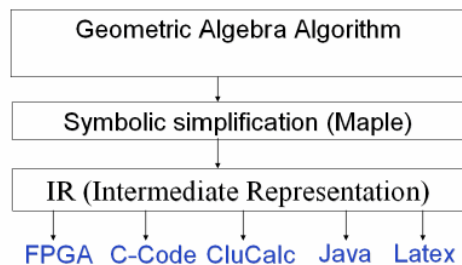 Geometric Algebra Algorithm
Symbolic simplification (Maple)
IR (Intermediate Representation)
FPGA C-Code CluCalc Java Latex